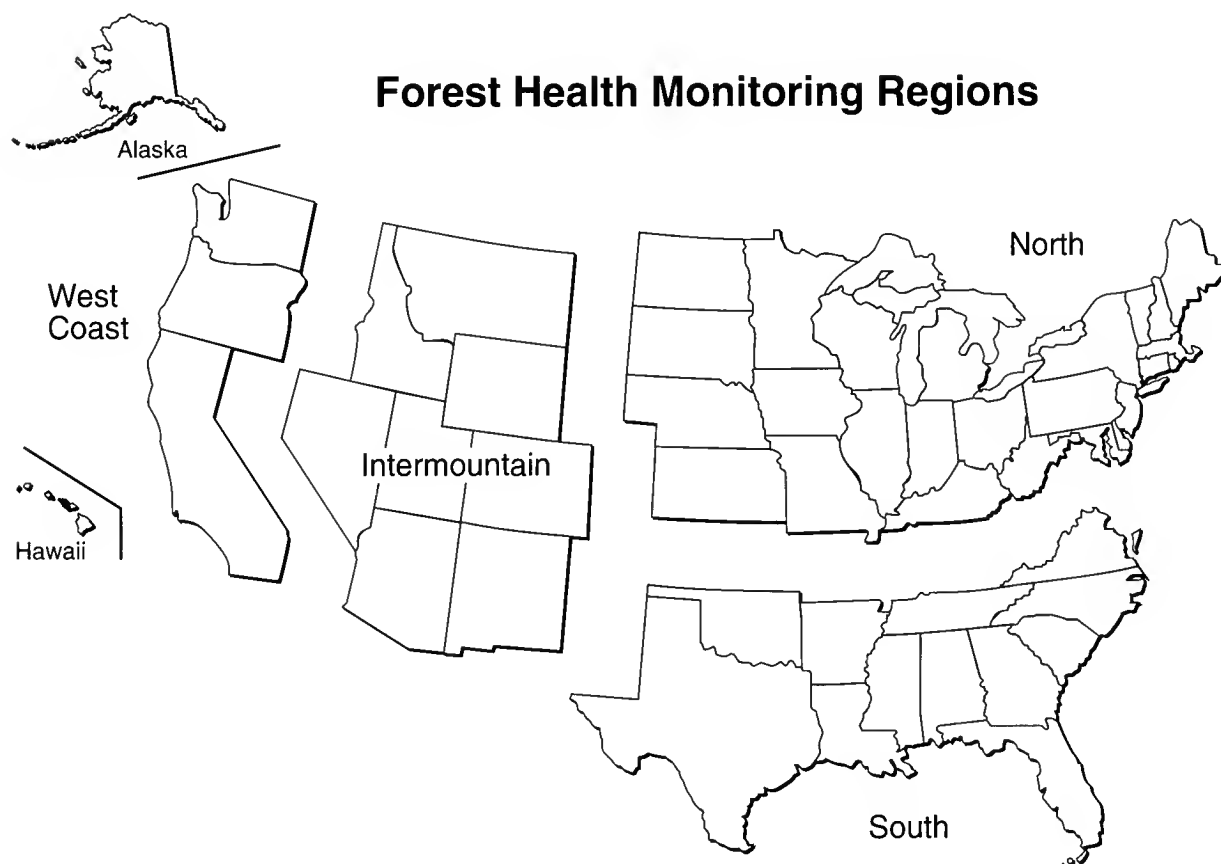 Forest Health Monitoring Regions
Alaska
North
West
Coast
Intermountain
Hawaii
South